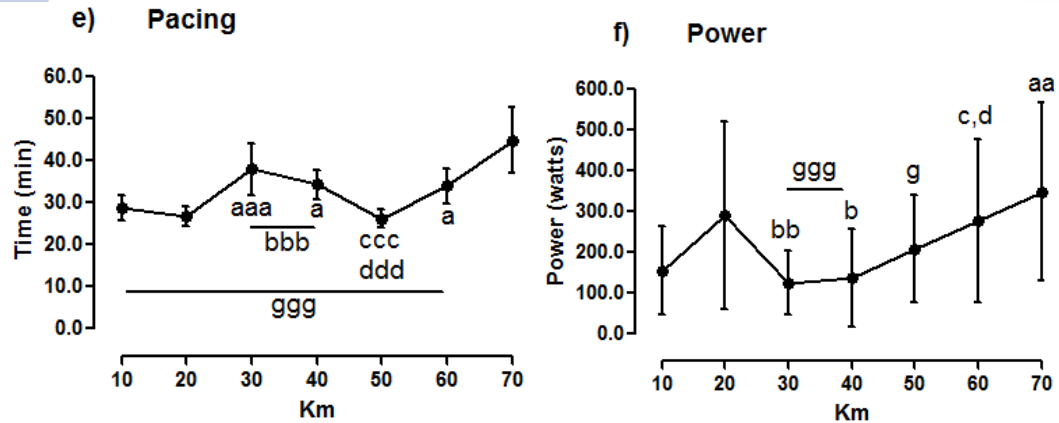 e) Pacing
Time (min)
60.0
50.0
40.0
30.0
20.0
10.0
0.0
aaa
a
a
bbb
ccc
ddd
ggg
10 20 30 40 50 60 70
Km
f) Power
Power (watts)
600.0
500.0
400.0
300.0
200.0
100.0
0.0
aa
c,d
ggg
g
b
bb
10 20 30 40 50 60 70
Km